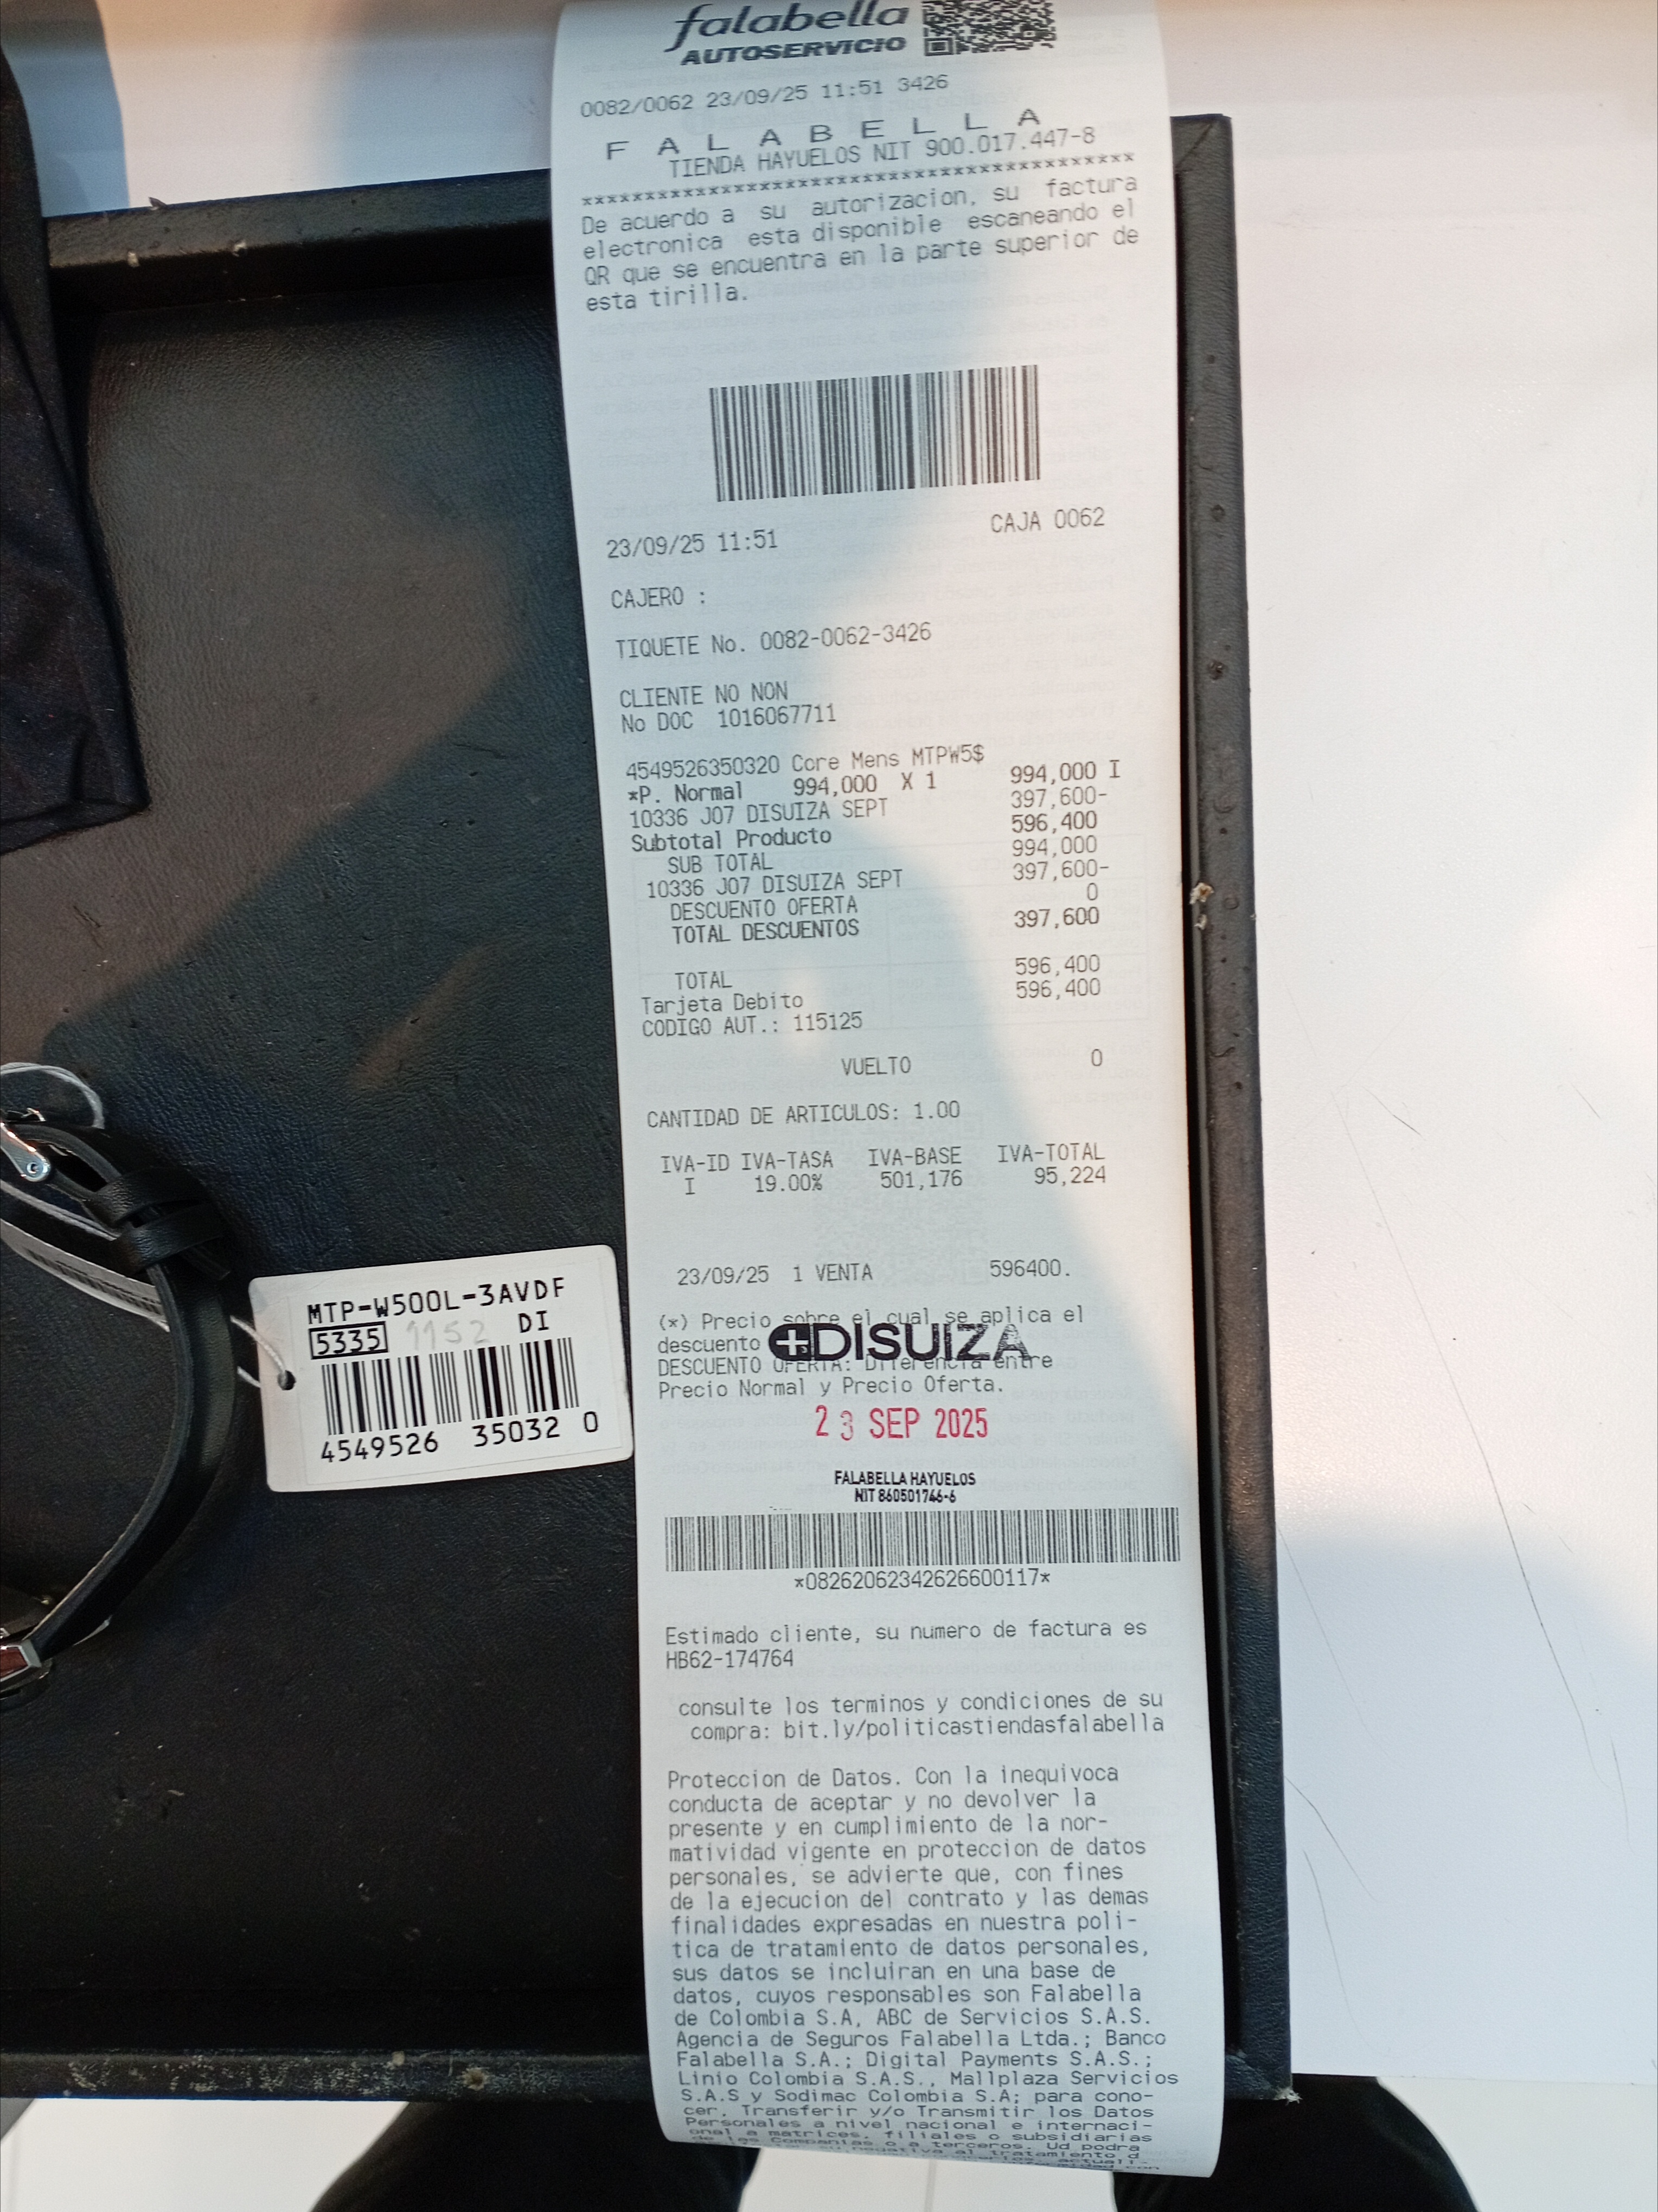 falabella
AUTOSERVICIO
0082/0062 23/09/25 11:51 3426
F A L A B E L L A
TIENDA HAYUELOS NIT 900.017.447-8
*******************************************
De acuerdo a su autorizacion, su factura
electronica esta disponible escaneando el
QR que se encuentra en la parte superior de
esta tirilla.
CAJA 0062
23/09/25 11:51
CAJERO :
TIQUETE No. 0082-0062-3426
CLIENTE NO NON
No DOC 1016067711
4549526350320 Core Mens MTPW5$
*P. Normal 994,000 X 1 994,000 I
10336 J07 DISUIZA SEPT 397,600-
Subtotal Producto 596,400
SUB TOTAL 994,000
10336 J07 DISUIZA SEPT 397,600-
DESCUENTO OFERTA 0
TOTAL DESCUENTOS 397,600
TOTAL 596,400
Tarjeta Debito 596,400
CODIGO AUT.: 115125
VUELTO 0
CANTIDAD DE ARTICULOS: 1.00
IVA-ID IVA-TASA IVA-BASE IVA-TOTAL
I 19.00% 501,176 95,224
23/09/25 1 VENTA 596400.
(*) Precio sobre el cual se aplica el
descuento
DISUIZA
DESCUENTO OFERTA: Diferencia entre
Precio Normal y Precio Oferta.
23 SEP 2025
FALABELLA HAYUELOS
NIT 860501746-6
*08262062342626600117*
Estimado cliente, su numero de factura es
HB62-174764
consulte los terminos y condiciones de su
compra: bit.ly/politicastiendasfalabella
Proteccion de Datos. Con la inequivoca
conducta de aceptar y no devolver la
presente y en cumplimiento de la nor-
matividad vigente en proteccion de datos
personales, se advierte que, con fines
de la ejecucion del contrato y las demas
finalidades expresadas en nuestra poli-
tica de tratamiento de datos personales,
sus datos se incluiran en una base de
datos, cuyos responsables son Falabella
de Colombia S.A, ABC de Servicios S.A.S.
Agencia de Seguros Falabella Ltda.; Banco
Falabella S.A.; Digital Payments S.A.S.;
Linio Colombia S.A.S., Mallplaza Servicios
S.A.S y Sodimac Colombia S.A; para cono-
cer, Transferir y/o Transmitir los Datos
Personales a nivel nacional e internaci-
onal a matrices, filiales o subsidiarias
de las Companias o a terceros. Ud podra
MTP-W500L-3AVDF
5335 1152 DI
4549526 35032 0